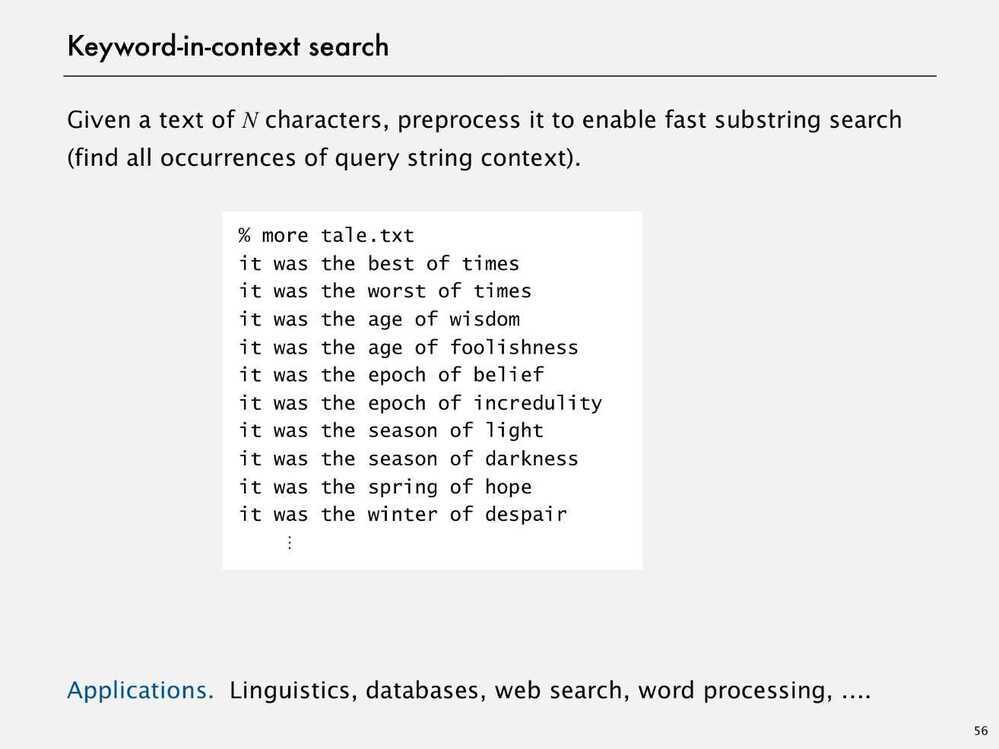 Keyword-in-context search
Given a text of N characters, preprocess it to enable fast substring search
(find all occurrences of query string context).
% more tale.txt
it was the best of times
it was the worst of times
it was the age of wisdom
it was the age of foolishness
it was the epoch of belief
it was the epoch of incredulity
it was the season of light
it was the season of darkness
it was the spring of hope
it was the winter of despair
⋮
Applications. Linguistics, databases, web search, word processing, ….
56